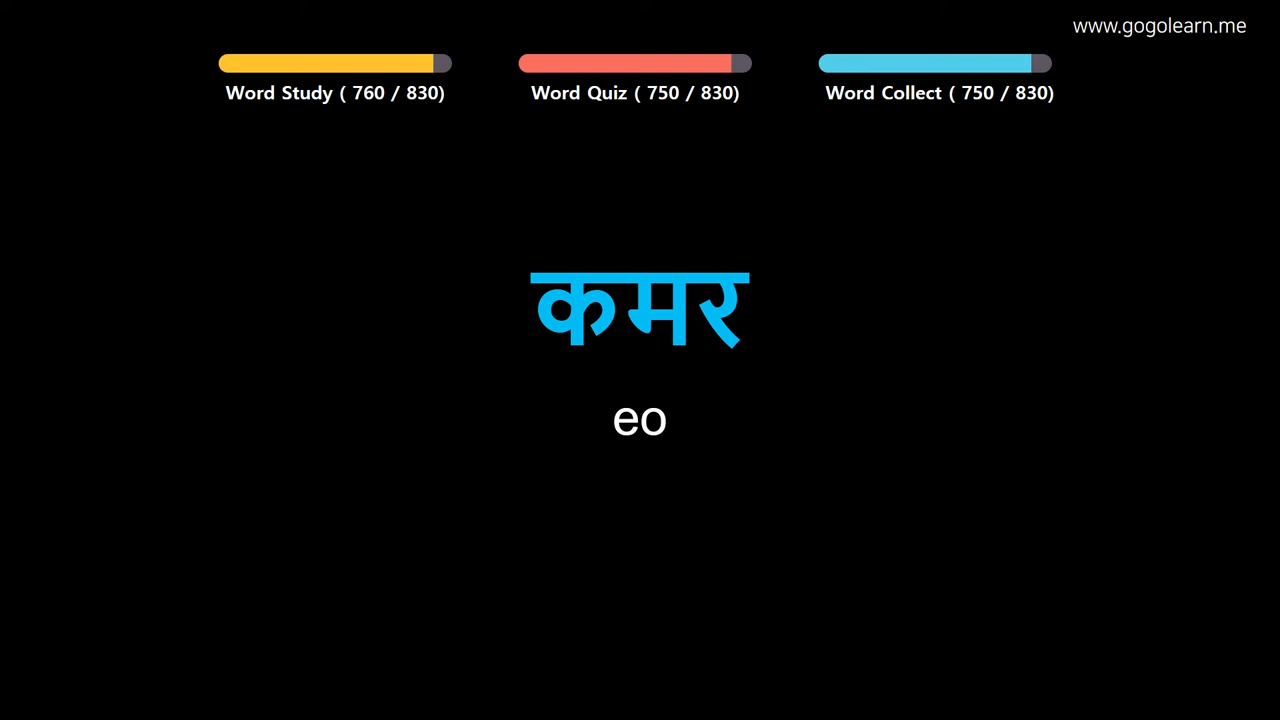 www.gogolearn.me
Word Study ( 760 / 830)
Word Quiz ( 750 / 830)
Word Collect ( 750 / 830)
कमर
eo